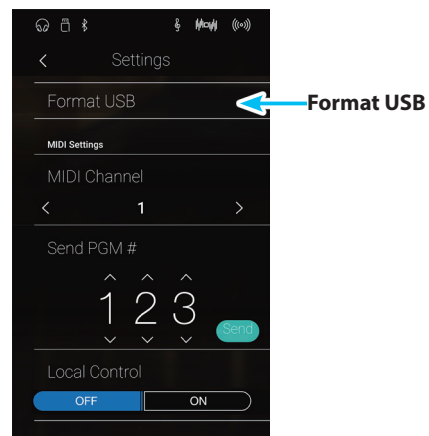 Settings
Format USB
Format USB
MIDI Settings
MIDI Channel
1
Send PGM #
1 2 3
Send
Local Control
OFF ON